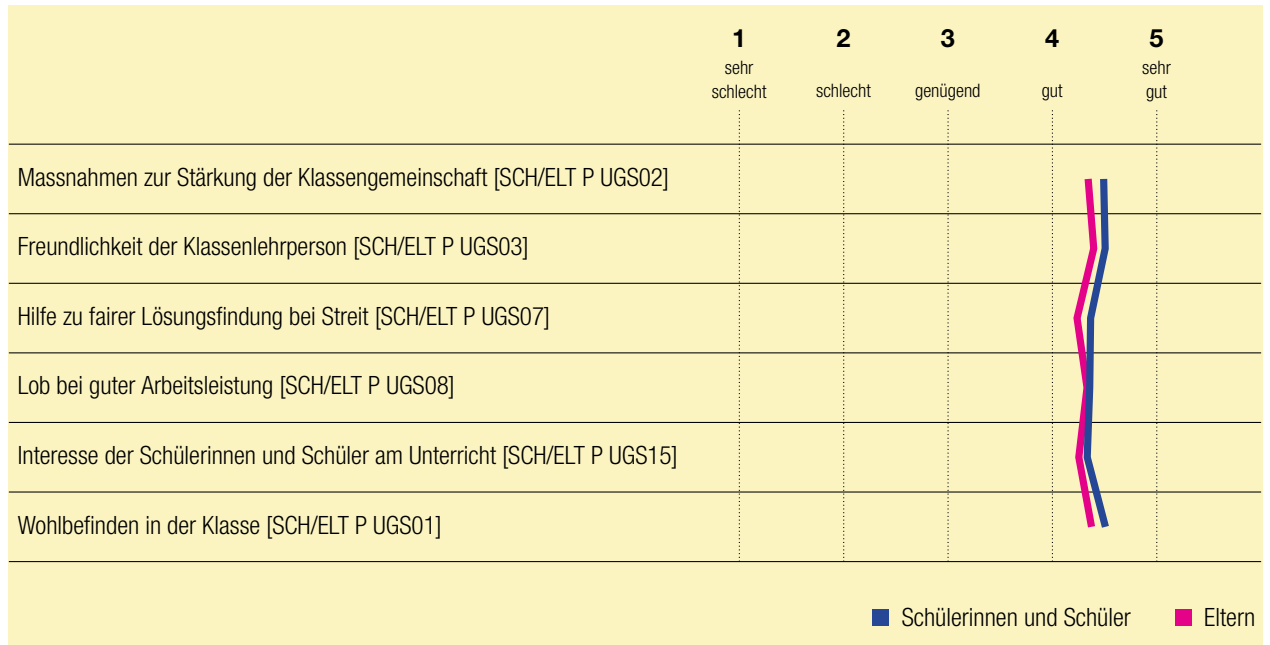 1 2 3 4 5
sehr schlecht schlecht genügend gut sehr gut
Massnahmen zur Stärkung der Klassengemeinschaft [SCH/ELT P UGS02]
Freundlichkeit der Klassenlehrperson [SCH/ELT P UGS03]
Hilfe zu fairer Lösungsfindung bei Streit [SCH/ELT P UGS07]
Lob bei guter Arbeitsleistung [SCH/ELT P UGS08]
Interesse der Schülerinnen und Schüler am Unterricht [SCH/ELT P UGS15]
Wohlbefinden in der Klasse [SCH/ELT P UGS01]
Schülerinnen und Schüler Eltern